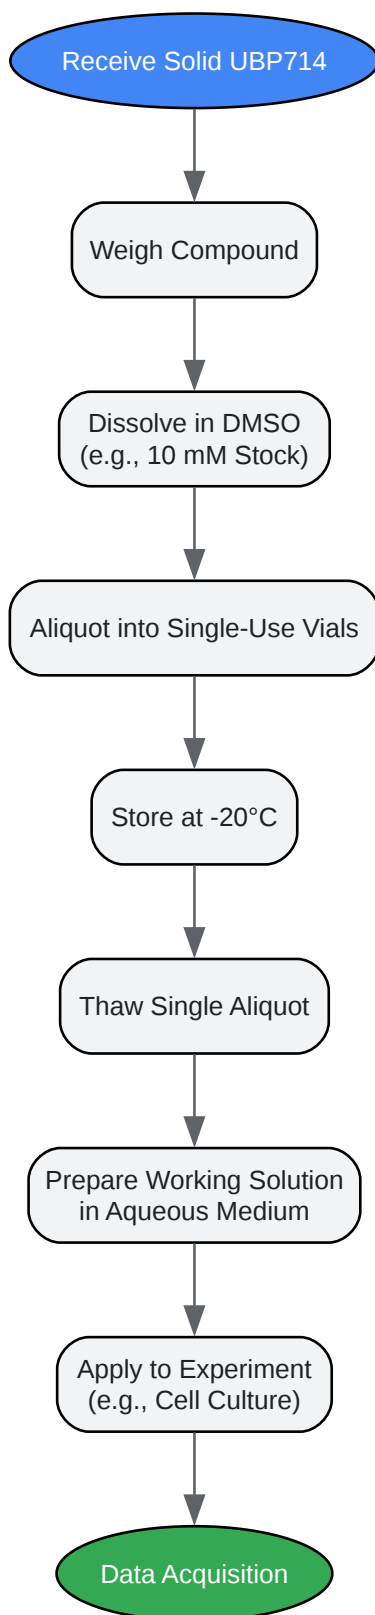 Receive Solid UBP714
Weigh Compound
Dissolve in DMSO
(e.g., 10 mM Stock)
Aliquot into Single-Use Vials
Store at -20°C
Thaw Single Aliquot
Prepare Working Solution
in Aqueous Medium
Apply to Experiment
(e.g., Cell Culture)
Data Acquisition